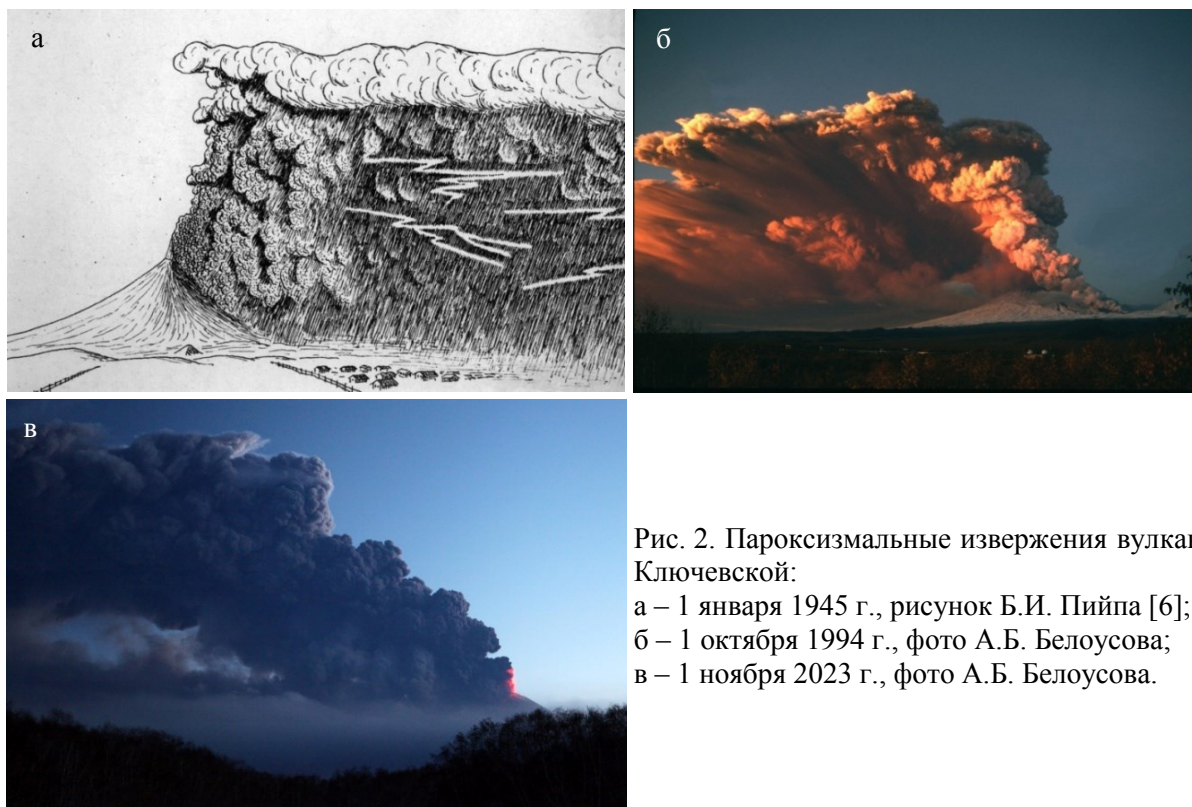 а
б
в
Рис. 2. Пароксизмальные извержения вулкан
Ключевской:
а – 1 января 1945 г., рисунок Б.И. Пийпа [6];
б – 1 октября 1994 г., фото А.Б. Белоусова;
в – 1 ноября 2023 г., фото А.Б. Белоусова.